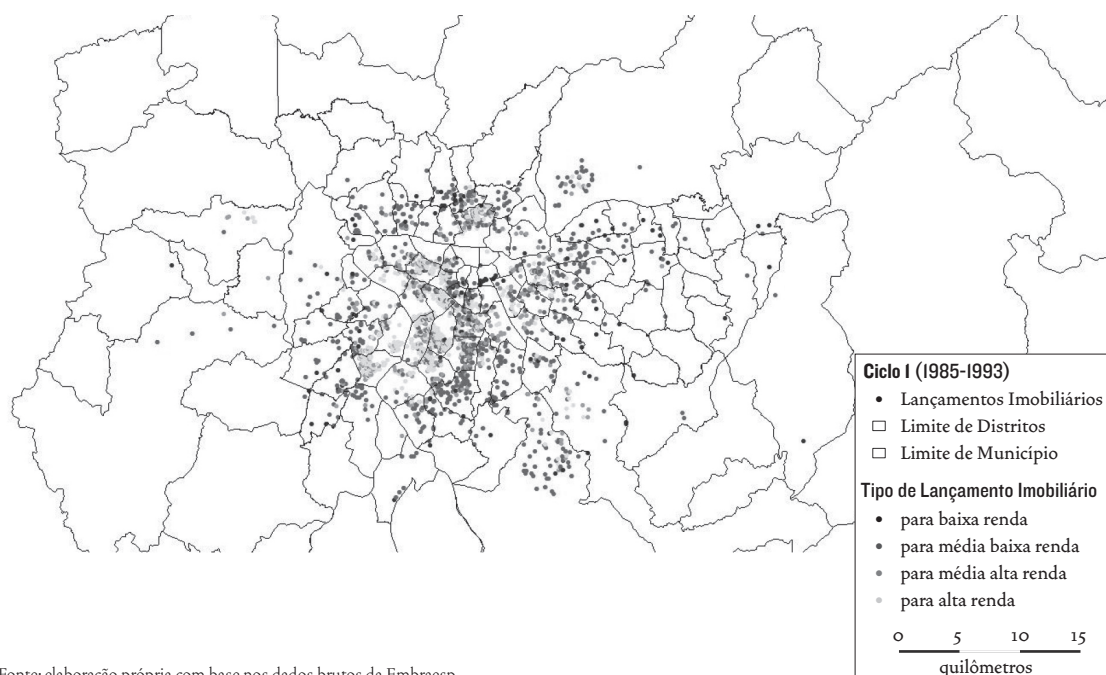 Ciclo 1 (1985-1993)
Lançamentos Imobiliários
Limite de Distritos
Limite de Município
Tipo de Lançamento Imobiliário
para baixa renda
para média baixa renda
para média alta renda
para alta renda
0 5 10 15
quilômetros
Fonte: elaboração própria com base nos dados brutos da Embraesp